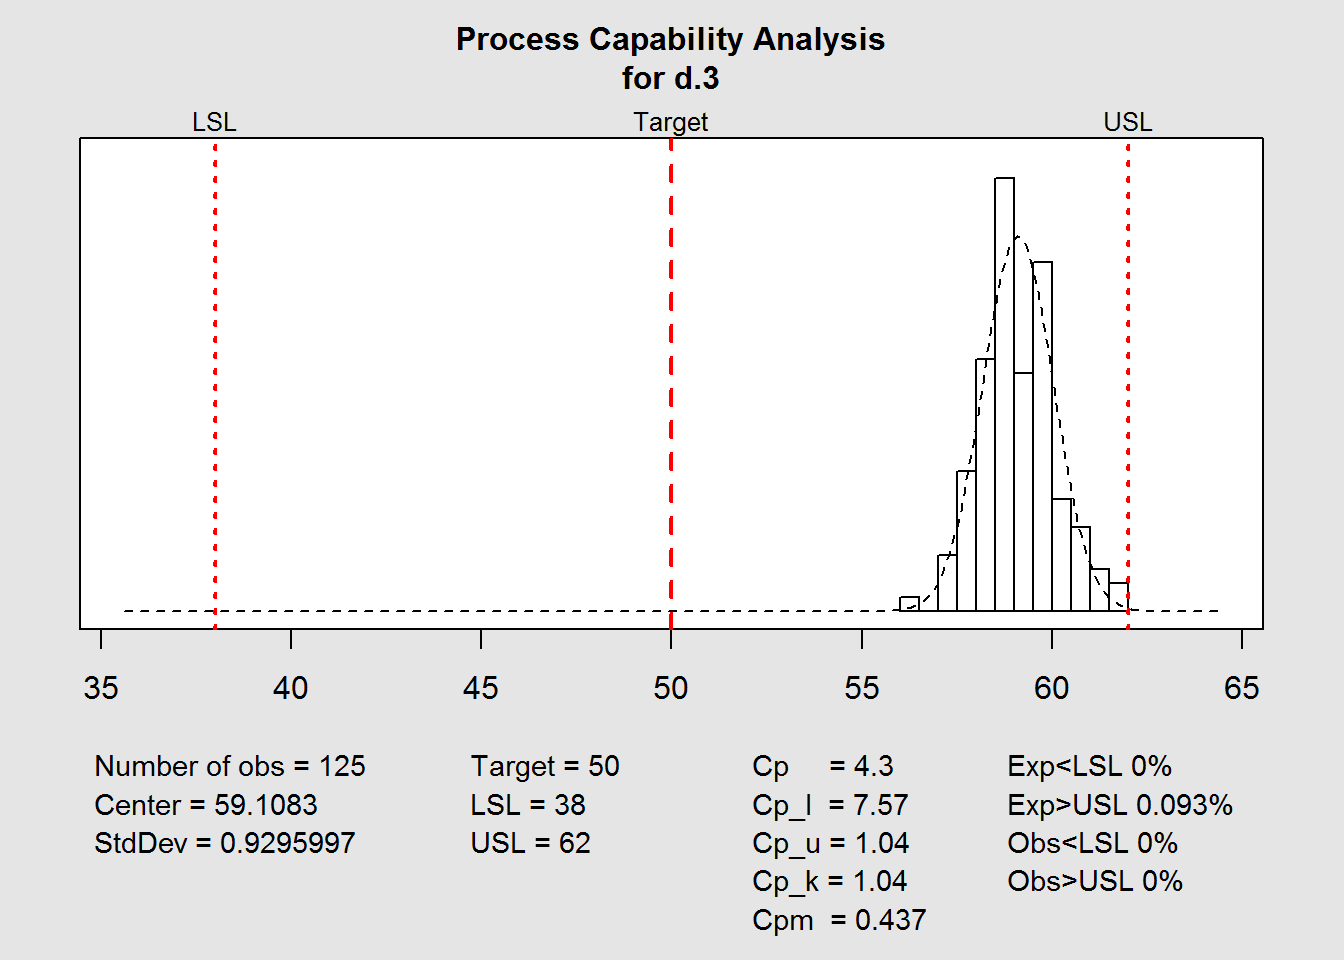 Process Capability Analysis
for d.3
LSL Target USL
35 40 45 50 55 60 65
Number of obs = 125
Center = 59.1083
StdDev = 0.9295997
Target = 50
LSL = 38
USL = 62
Cp = 4.3
Cp_l = 7.57
Cp_u = 1.04
Cp_k = 1.04
Cpm = 0.437
Exp<LSL 0%
Exp>USL 0.093%
Obs<LSL 0%
Obs>USL 0%